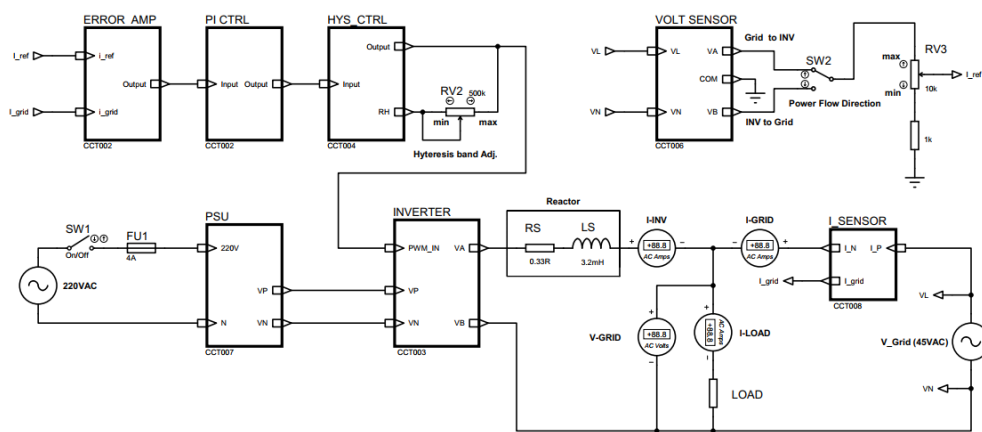 ERROR AMP
i_ref
i_grid
Output
CCT002
I_ref
I_grid
PI CTRL
Input
Output
CCT002
HYS_CTRL
Input
Output
RH
CCT004
RV2
500k
min
max
Hyteresis band Adj.
VOLT SENSOR
VL
VL
VN
VN
VA
COM
VB
CCT006
Grid to INV
SW2
Power Flow Direction
INV to Grid
RV3
max
min
10k
I_ref
1k
SW1
On/Off
FU1
4A
220VAC
PSU
220V
VP
N
VN
CCT007
INVERTER
PWM_IN
VA
VP
VN
VB
CCT003
Reactor
RS
0.33R
LS
3.2mH
I-INV
+ -
+88.8
AC Amps
I-GRID
+ -
+88.8
AC Amps
I_SENSOR
I_N
I_P
I_grid
I_grid
CCT008
V-GRID
+
+88.8
AC Volts
-
I-LOAD
+
+88.8
AC Amps
-
LOAD
VL
V_Grid (45VAC)
VN